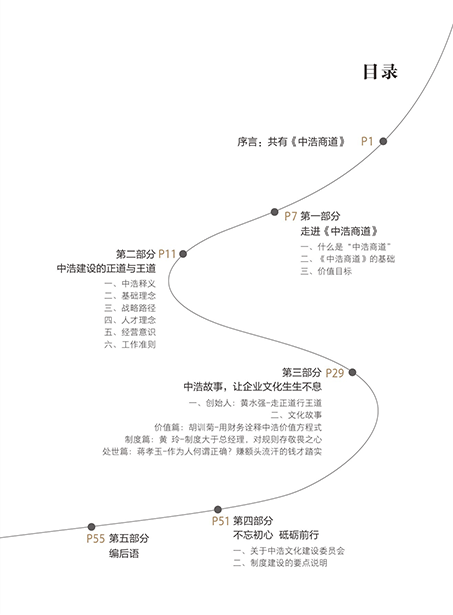 目录
序言：共有《中浩商道》 P1
P7 第一部分
走进《中浩商道》
一、什么是“中浩商道”
二、《中浩商道》的基础
三、价值目标
第二部分 P11
中浩建设的正道与王道
一、中浩释义
二、基础理念
三、战略路径
四、人才理念
五、经营意识
六、工作准则
第三部分 P29
中浩故事，让企业文化生生不息
一、创始人：黄水强-走正道行王道
二、文化故事
价值篇：胡训菊-用财务诠释中浩价值方程式
制度篇：黄 玲-制度大于总经理，对规则存敬畏之心
处世篇：蒋孝玉-作为人何谓正确？赚额头流汗的钱才踏实
P51 第四部分
不忘初心 砥砺前行
一、关于中浩文化建设委员会
二、制度建设的要点说明
P55 第五部分
编后语